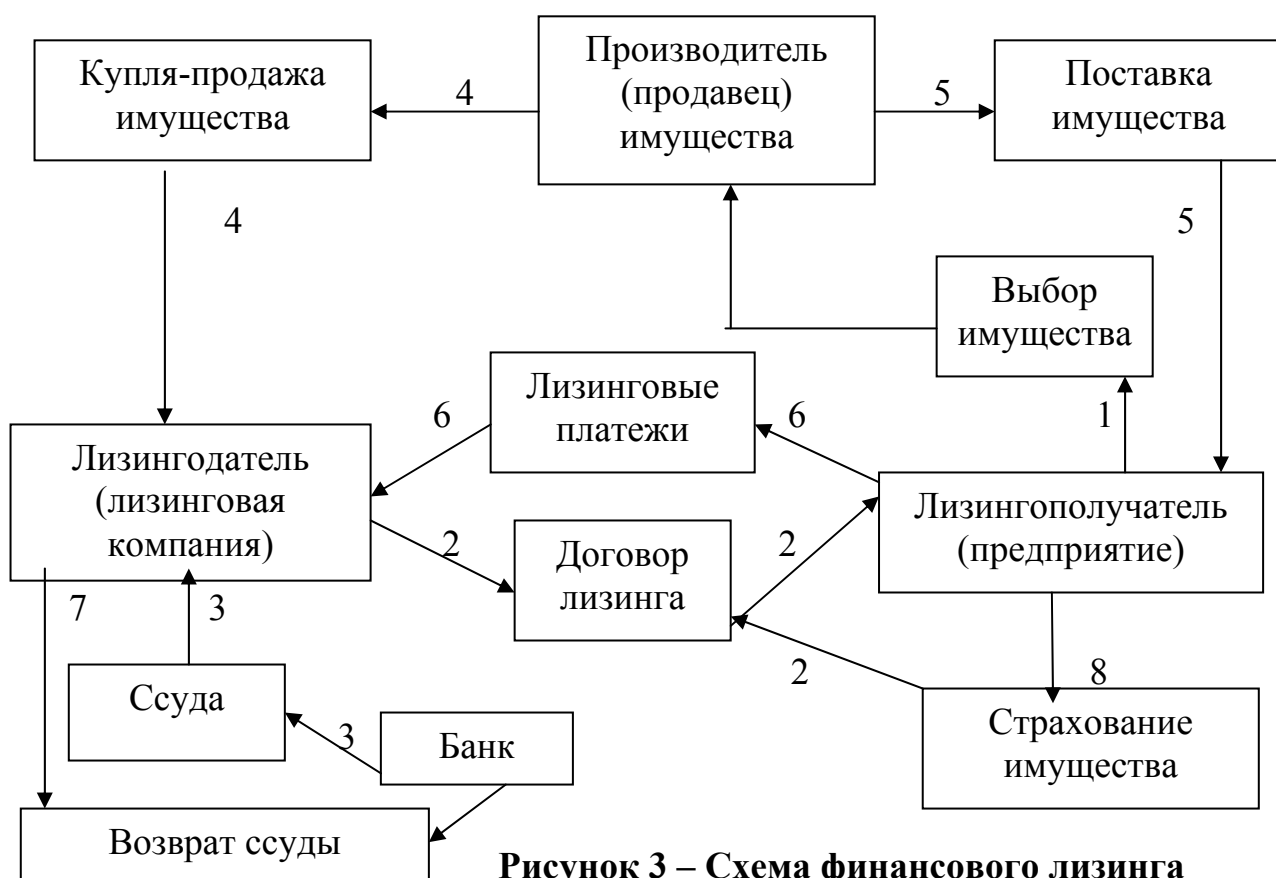 Купля-продажа
имущества
4
Производитель
(продавец)
имущества
5
Поставка
имущества
4
5
Выбор
имущества
1
Лизинговые
платежи
6
6
Лизингодатель
(лизинговая
компания)
2
Договор
лизинга
2
Лизингополучатель
(предприятие)
7
3
2
8
Ссуда
3
Банк
Страхование
имущества
Возврат ссуды
Рисунок 3 – Схема финансового лизинга